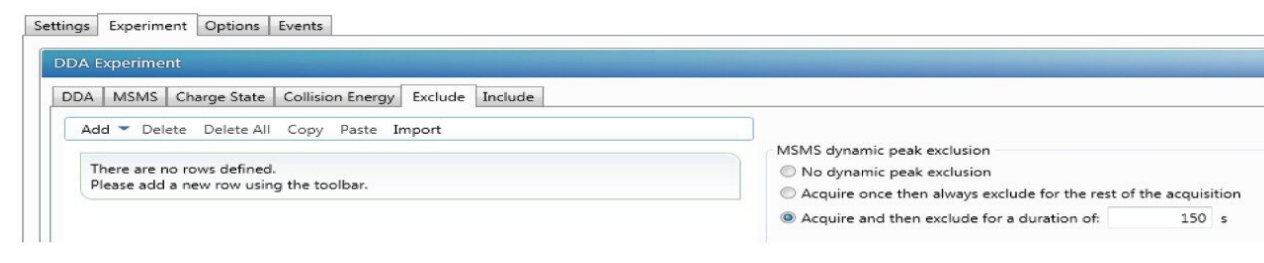 Settings Experiment Options Events
DDA Experiment
DDA MSMS Charge State Collision Energy Exclude Include
Add Delete Delete All Copy Paste Import
There are no rows defined.
Please add a new row using the toolbar.
MSMS dynamic peak exclusion
No dynamic peak exclusion
Acquire once then always exclude for the rest of the acquisition
Acquire and then exclude for a duration of: 150 s